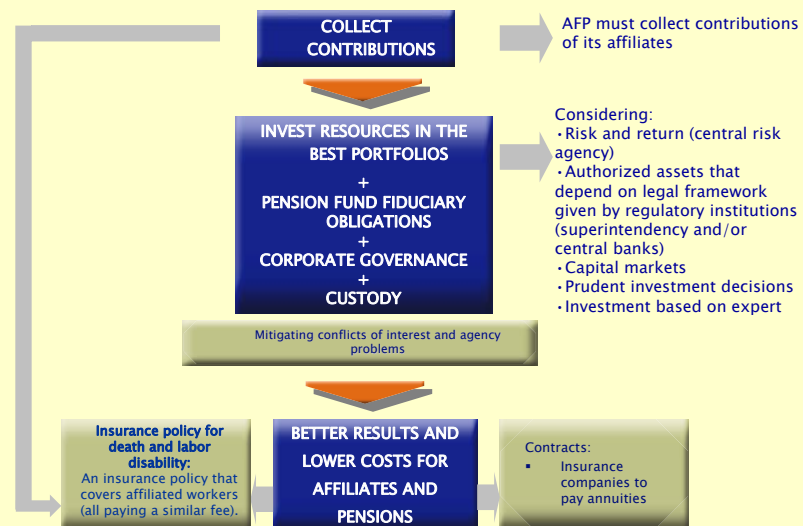 COLLECT
CONTRIBUTIONS
AFP must collect contributions
of its affiliates
INVEST RESOURCES IN THE
BEST PORTFOLIOS
+
PENSION FUND FIDUCIARY
OBLIGATIONS
+
CORPORATE GOVERNANCE
+
CUSTODY
Considering:
•Risk and return (central risk
agency)
•Authorized assets that
depend on legal framework
given by regulatory institutions
(superintendency and/or
central banks)
•Capital markets
•Prudent investment decisions
•Investment based on expert
Mitigating conflicts of interest and agency
problems
Insurance policy for
death and labor
disability:
An insurance policy that
covers affiliated workers
(all paying a similar fee).
BETTER RESULTS AND
LOWER COSTS FOR
AFFILIATES AND
PENSIONS
Contracts:
▪ Insurance
companies to
pay annuities